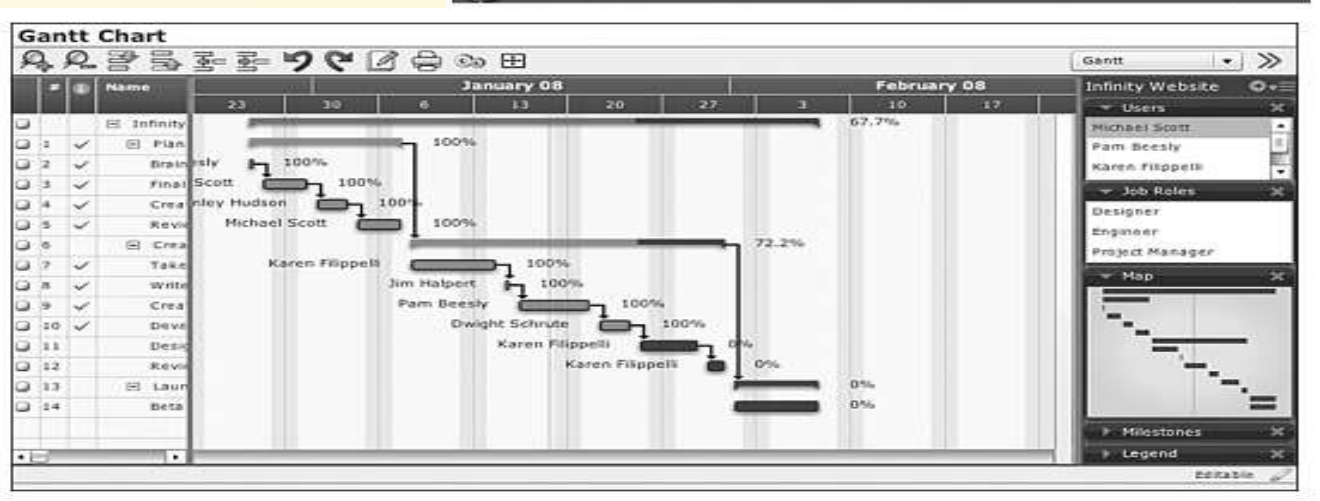 Gantt Chart
Gantt
# Name January 08 February 08 Infinity Website
23 30 6 13 20 27 3 10 17 Users
Infinity 67.7% Michael Scott
1 Plan 100% Pam Beesly
2 Brain sly 100% Karen Filippelli
3 Final Scott 100% Job Roles
4 Crea nley Hudson 100% Designer
5 Revie Michael Scott 100% Engineer
6 Crea 72.2% Project Manager
7 Take Karen Filippelli 100% Map
8 Write Jim Halpert 100%
9 Crea Pam Beesly 100%
10 Deve Dwight Schrute 100%
11 Desig Karen Filippelli 0%
12 Revie Karen Filippelli 0%
13 Laun 0%
14 Beta 0%
Milestones
Legend
Editable